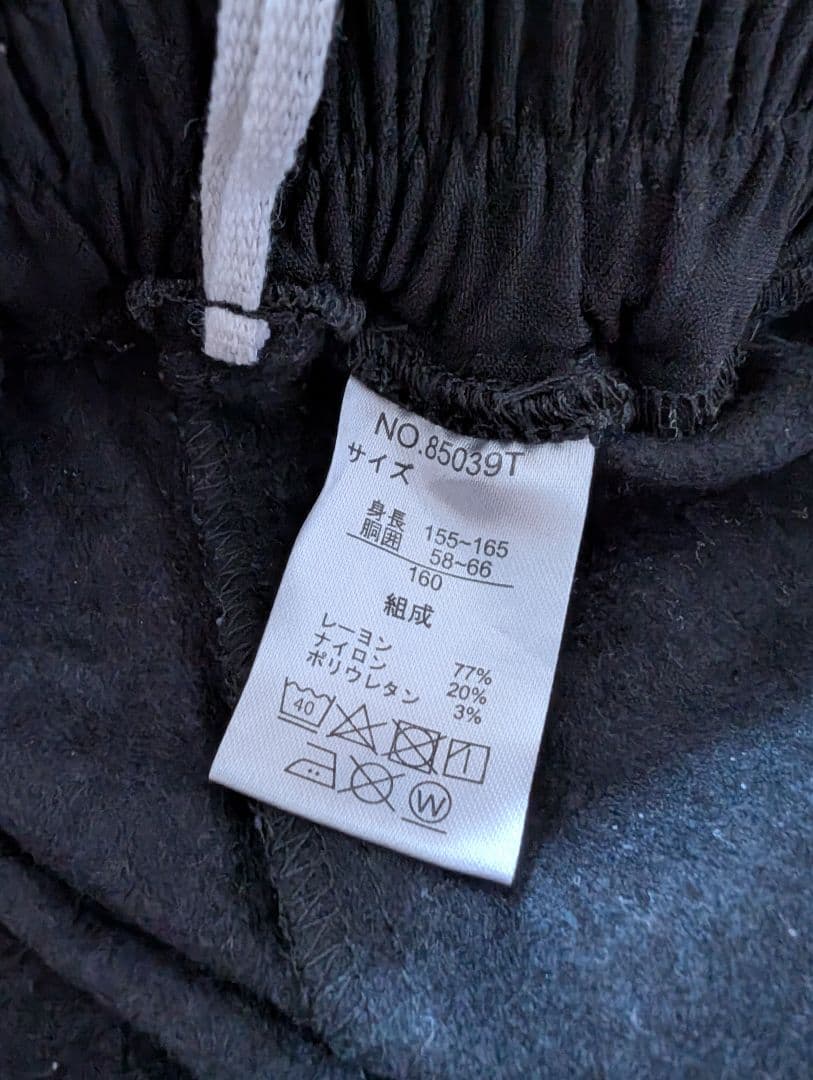 NO.85039T
サイズ
身長 155~165
胴囲 58~66
160
組成
レーヨン 77%
ナイロン 20%
ポリウレタン 3%
40
W